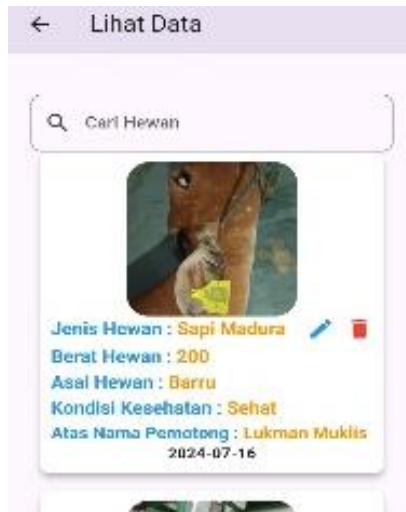 Lihat Data
Cari Hewan
Jenis Hewan : Sapi Madura
Berat Hewan : 200
Asal Hewan : Barru
Kondisi Kesehatan : Sehat
Atas Nama Pemotong : Lukman Muklis
2024-07-16